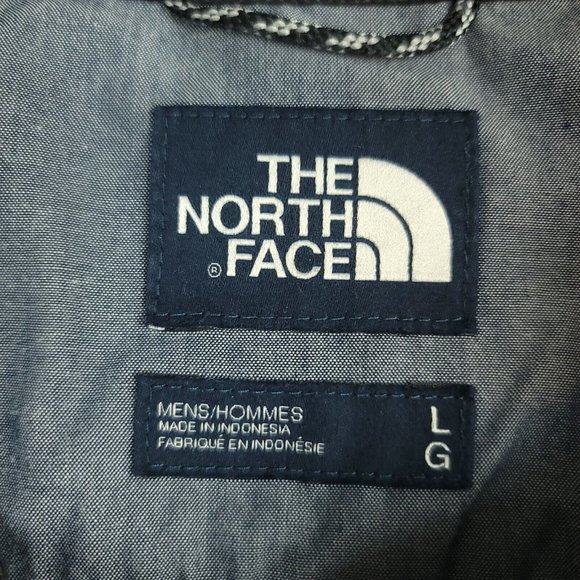 THE
NORTH
® FACE
MENS/HOMMES
MADE IN INDONESIA
FABRIQUÉ EN INDONÉSIE
L
G